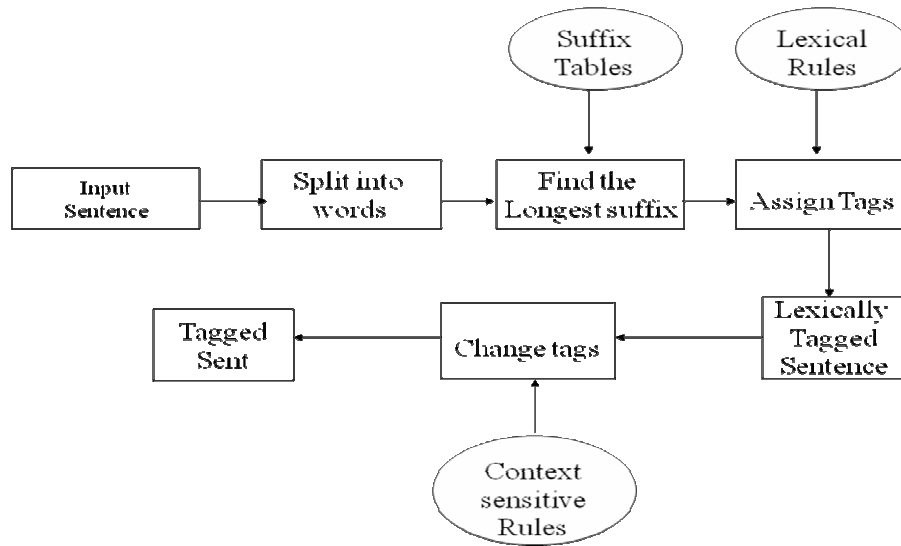 Suffix
Tables
Lexical
Rules
Input
Sentence
Split into
words
Find the
Longest suffix
Assign Tags
Tagged
Sent
Change tags
Lexically
Tagged
Sentence
Context
sensitive
Rules